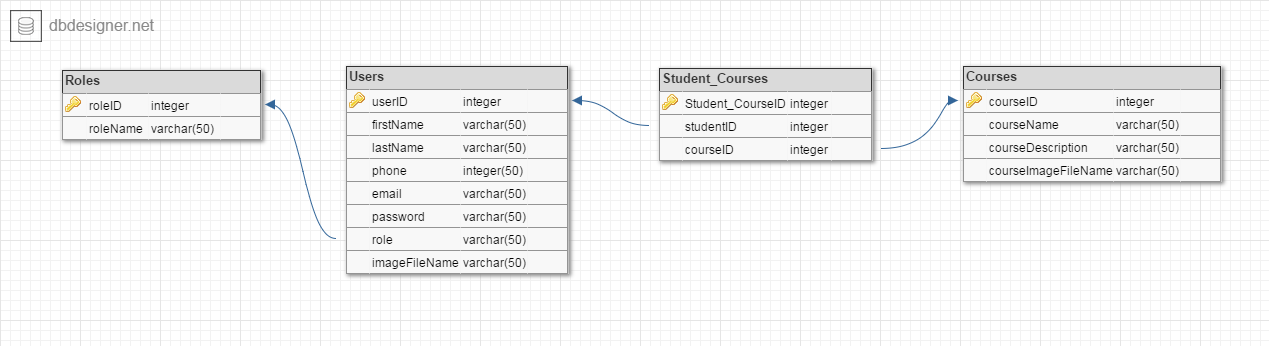 dbdesigner.net
Roles
roleID integer
roleName varchar(50)
Users
userID integer
firstName varchar(50)
lastName varchar(50)
phone integer(50)
email varchar(50)
password varchar(50)
role varchar(50)
imageFileName varchar(50)
Student_Courses
Student_CourseID integer
studentID integer
courseID integer
Courses
courseID integer
courseName varchar(50)
courseDescription varchar(50)
courseImageFileName varchar(50)